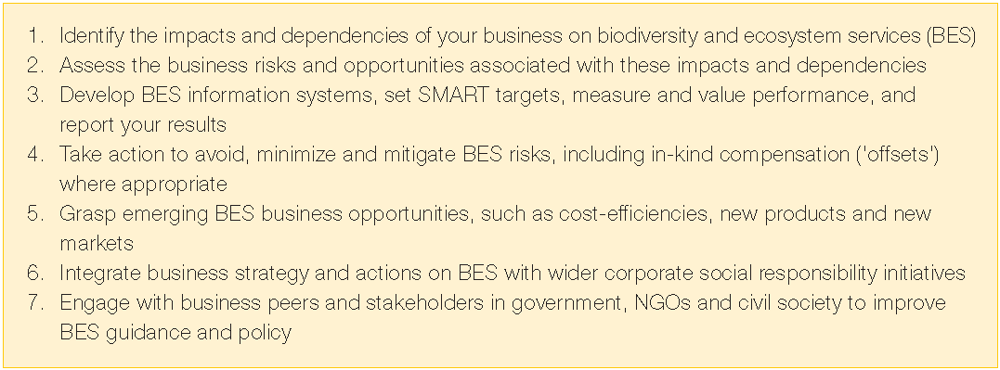 1. Identify the impacts and dependencies of your business on biodiversity and ecosystem services (BES)
2. Assess the business risks and opportunities associated with these impacts and dependencies
3. Develop BES information systems, set SMART targets, measure and value performance, and
report your results
4. Take action to avoid, minimize and mitigate BES risks, including in-kind compensation ('offsets')
where appropriate
5. Grasp emerging BES business opportunities, such as cost-efficiencies, new products and new
markets
6. Integrate business strategy and actions on BES with wider corporate social responsibility initiatives
7. Engage with business peers and stakeholders in government, NGOs and civil society to improve
BES guidance and policy